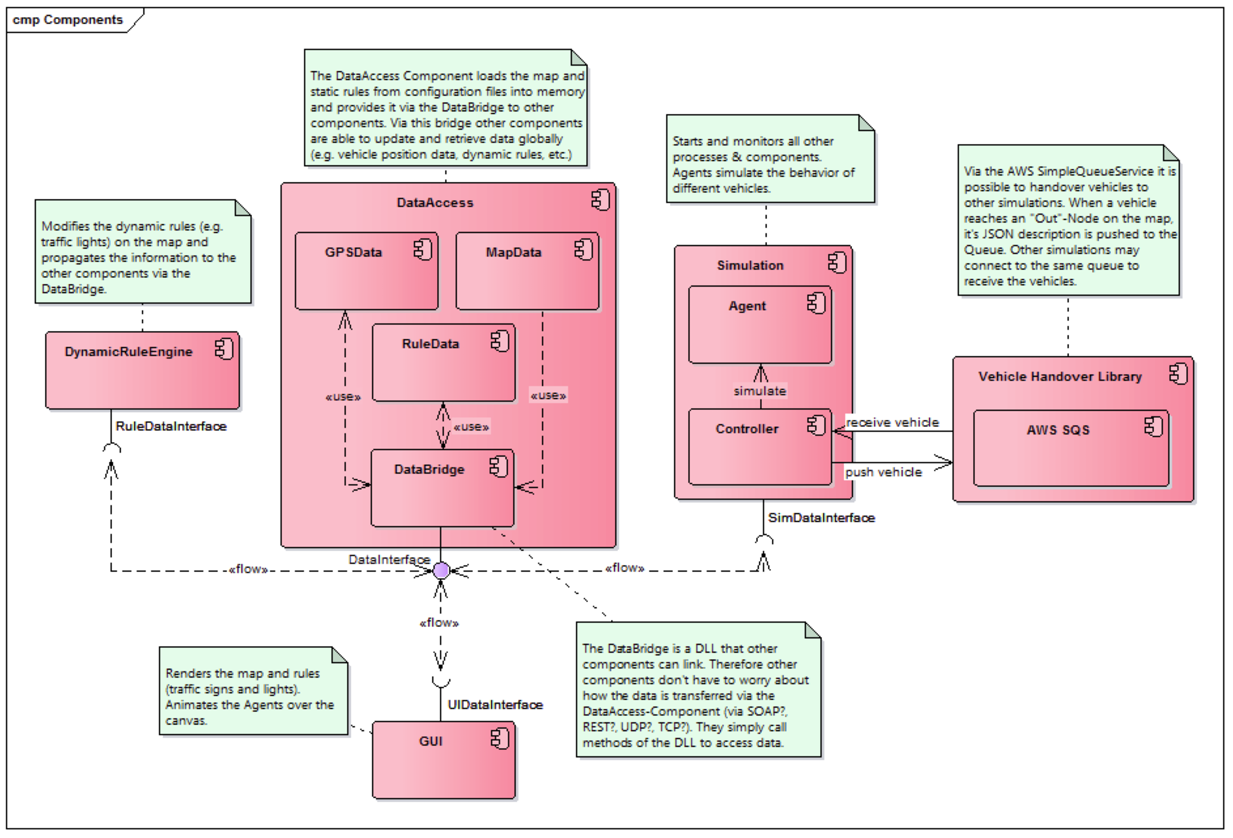 cmp Components
The DataAccess Component loads the map and
static rules from configuration files into memory
and provides it via the DataBridge to other
components. Via this bridge other components
are able to update and retrieve data globally
(e.g. vehicle position data, dynamic rules, etc.)
Starts and monitors all other
processes & components.
Agents simulate the behavior of
different vehicles.
Via the AWS SimpleQueueService it is
possible to handover vehicles to
other simulations. When a vehicle
reaches an "Out"-Node on the map,
it's JSON description is pushed to the
Queue. Other simulations may
connect to the same queue to
receive the vehicles.
Modifies the dynamic rules (e.g.
traffic lights) on the map and
propagates the information to the
other components via the
DataBridge.
DataAccess
GPSData
MapData
RuleData
«use»
«use»
«use»
DataBridge
DataInterface
DynamicRuleEngine
RuleDataInterface
Simulation
Agent
simulate
Controller
receive vehicle
push vehicle
SimDataInterface
Vehicle Handover Library
AWS SQS
«flow»
«flow»
«flow»
Renders the map and rules
(traffic signs and lights).
Animates the Agents over the
canvas.
UIDataInterface
GUI
The DataBridge is a DLL that other
components can link. Therefore other
components don't have to worry about
how the data is transferred via the
DataAccess-Component (via SOAP?,
REST?, UDP?, TCP?). They simply call
methods of the DLL to access data.